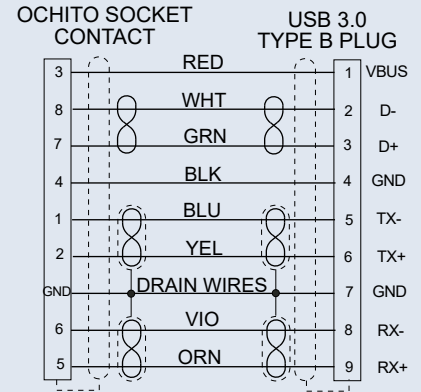 OCHITO SOCKET
CONTACT
USB 3.0
TYPE B PLUG
3 RED 1 VBUS
8 WHT 2 D-
7 GRN 3 D+
4 BLK 4 GND
1 BLU 5 TX-
2 YEL 6 TX+
GND DRAIN WIRES 7 GND
6 VIO 8 RX-
5 ORN 9 RX+